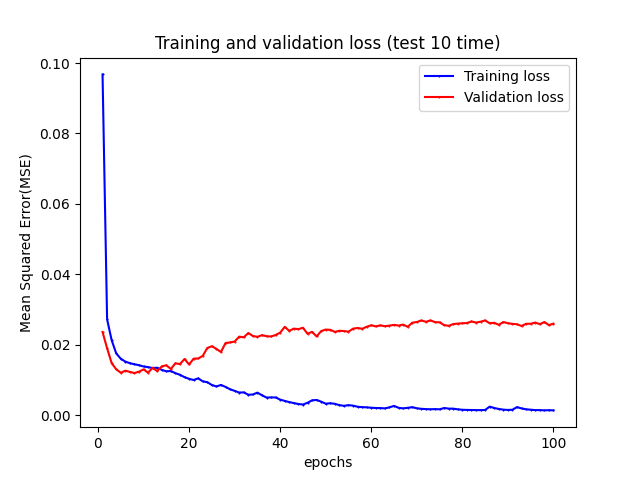 Training and validation loss (test 10 time)
Training loss
Validation loss
Mean Squared Error(MSE)
0.10
0.08
0.06
0.04
0.02
0.00
0
20
40
60
80
100
epochs